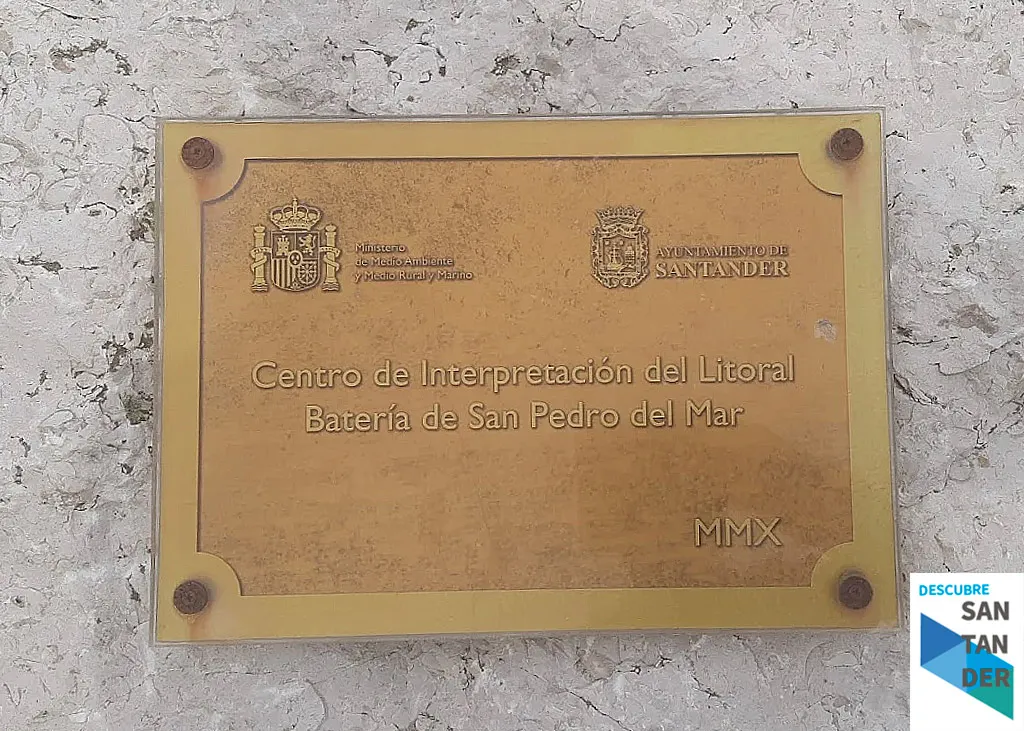 Ministerio
de Medio Ambiente
y Medio Rural y Marino
AYUNTAMIENTO DE
SANTANDER
Centro de Interpretación del Litoral
Batería de San Pedro del Mar
MMX
DESCUBRE
SAN
TAN
DER